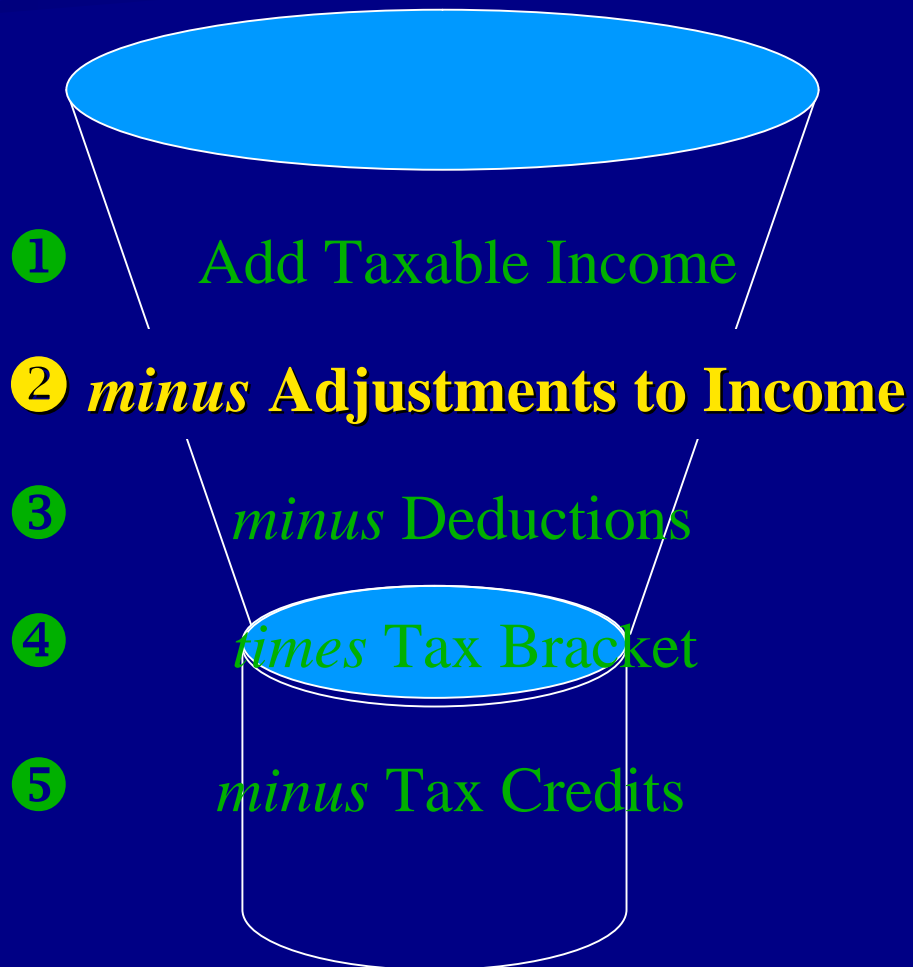 ❶ Add Taxable Income
❷ minus Adjustments to Income
❸ minus Deductions
❹ times Tax Bracket
❺ minus Tax Credits